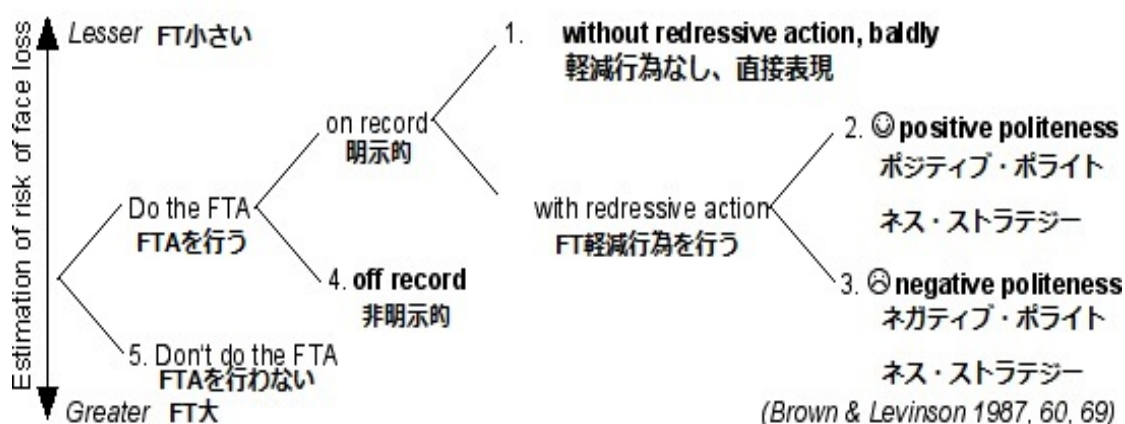 Estimation of risk of face loss
Lesser FT小さい
1. without redressive action, baldly
軽減行為なし、直接表現
on record
明示的
2. ☺ positive politeness
ポジティブ・ポライト
ネス・ストラテジー
Do the FTA
FTAを行う
with redressive action
FT軽減行為を行う
4. off record
非明示的
3. ☹ negative politeness
ネガティブ・ポライト
ネス・ストラテジー
5. Don't do the FTA
FTAを行わない
Greater FT大
(Brown & Levinson 1987, 60, 69)